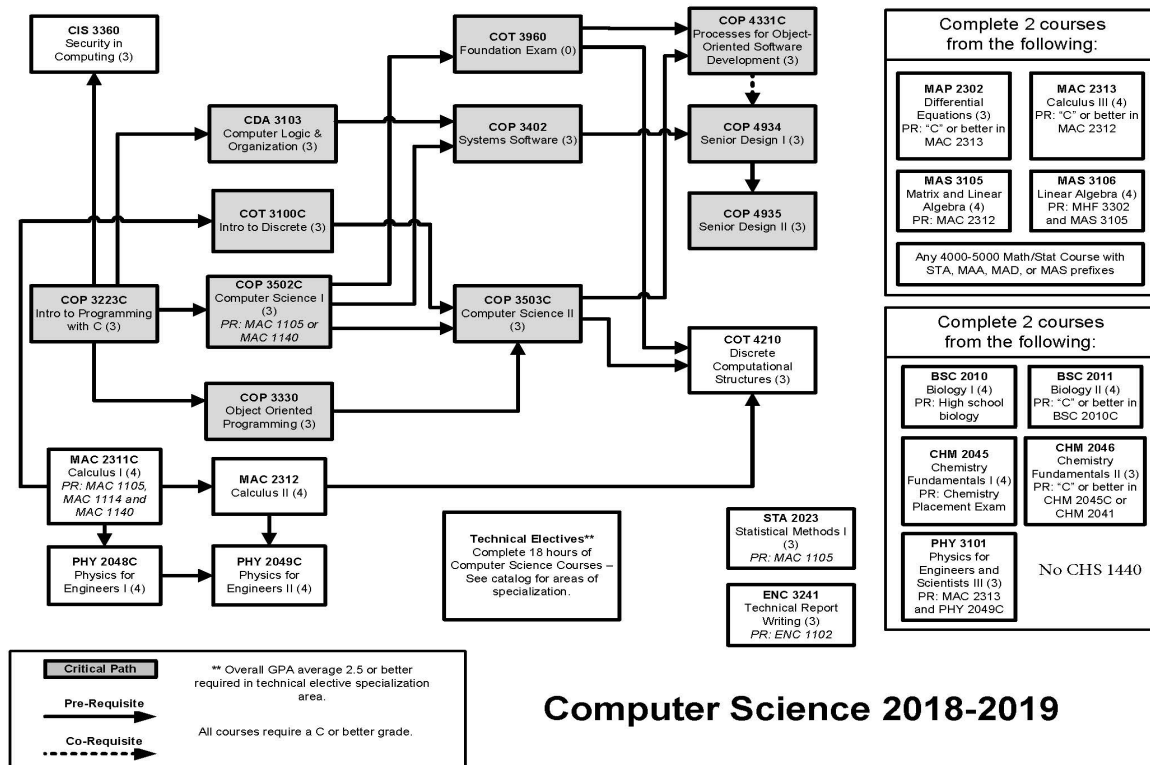 CIS 3360
Security in
Computing (3)
COT 3960
Foundation Exam (0)
COP 4331C
Processes for Object-
Oriented Software
Development (3)
CDA 3103
Computer Logic &
Organization (3)
COP 3402
Systems Software (3)
COP 4934
Senior Design I (3)
COT 3100C
Intro to Discrete (3)
COP 4935
Senior Design II (3)
COP 3223C
Intro to Programming
with C (3)
COP 3502C
Computer Science I
(3)
PR: MAC 1105 or
MAC 1140
COP 3503C
Computer Science II
(3)
COT 4210
Discrete
Computational
Structures (3)
COP 3330
Object Oriented
Programming (3)
MAC 2311C
Calculus I (4)
PR: MAC 1105,
MAC 1114 and
MAC 1140
MAC 2312
Calculus II (4)
PHY 2048C
Physics for
Engineers I (4)
PHY 2049C
Physics for
Engineers II (4)
Technical Electives**
Complete 18 hours of
Computer Science Courses –
See catalog for areas of
specialization.
STA 2023
Statistical Methods I
(3)
PR: MAC 1105
ENC 3241
Technical Report
Writing (3)
PR: ENC 1102
Complete 2 courses
from the following:
MAP 2302
Differential
Equations (3)
PR: “C” or better in
MAC 2313
MAC 2313
Calculus III (4)
PR: “C” or better in
MAC 2312
MAS 3105
Matrix and Linear
Algebra (4)
PR: MAC 2312
MAS 3106
Linear Algebra (4)
PR: MHF 3302
and MAS 3105
Any 4000-5000 Math/Stat Course with
STA, MAA, MAD, or MAS prefixes
Complete 2 courses
from the following:
BSC 2010
Biology I (4)
PR: High school
biology
BSC 2011
Biology II (4)
PR: “C” or better in
BSC 2010C
CHM 2045
Chemistry
Fundamentals I (4)
PR: Chemistry
Placement Exam
CHM 2046
Chemistry
Fundamentals II (3)
PR: “C” or better in
CHM 2045C or
CHM 2041
PHY 3101
Physics for
Engineers and
Scientists III (3)
PR: MAC 2313
and PHY 2049C
No CHS 1440
Critical Path
Pre-Requisite
Co-Requisite
** Overall GPA average 2.5 or better
required in technical elective specialization
area.
All courses require a C or better grade.
Computer Science 2018-2019